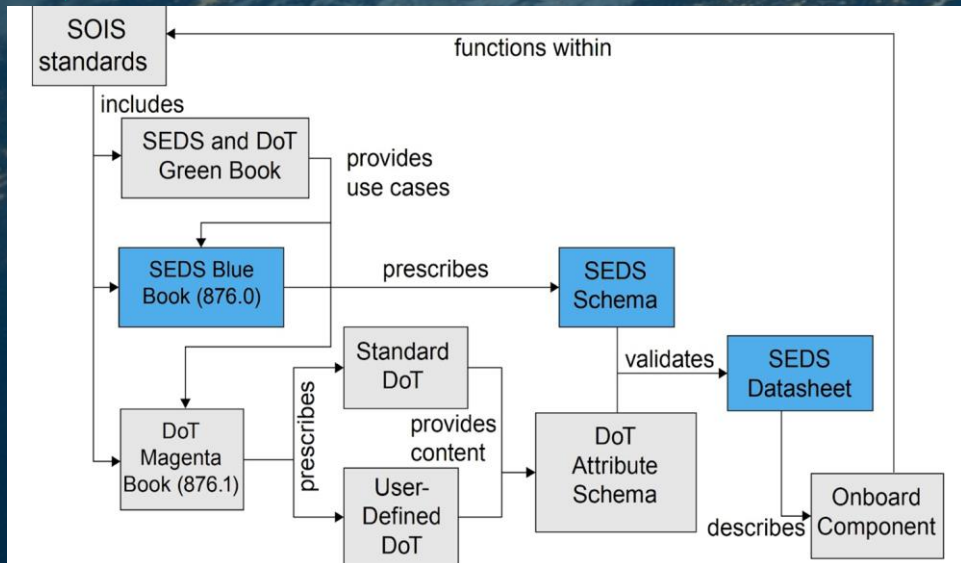 SOIS
standards
functions within
includes
SEDS and DoT
Green Book
provides
use cases
SEDS Blue
Book (876.0)
prescribes
SEDS
Schema
Standard
DoT
validates
SEDS
Datasheet
prescribes
provides
content
DoT
Magenta
Book (876.1)
DoT
Attribute
Schema
User-
Defined
DoT
describes
Onboard
Component